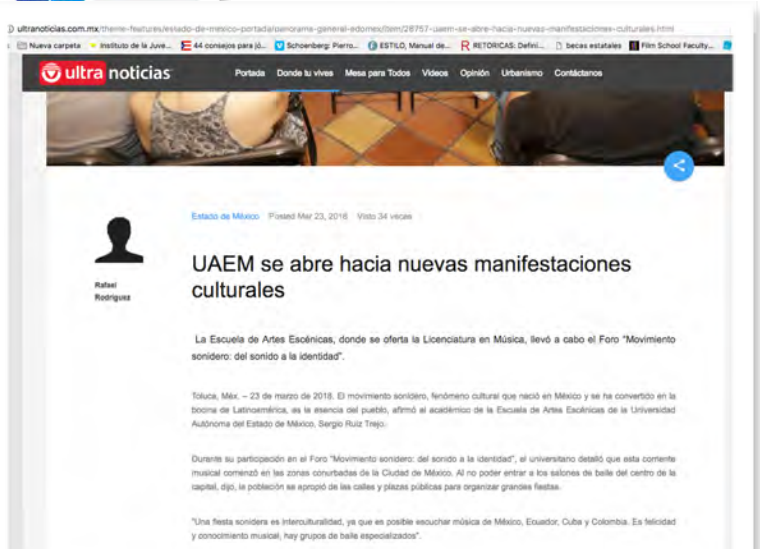 ultranoticias.com.mx/theme-features/estado-de-mexico-portada/panorama-general-edomex/item/28757-uaem-se-abre-hacia-nuevas-manifestaciones-culturales.html
Nueva carpeta Instituto de la Juve... 44 consejos para jó... Schoenberg: Pierro... ESTILO, Manual de... RETORICAS: Defini... becas estatales Film School Faculty...
ultra noticias Portada Donde tu vives Mesa para Todos Videos Opinión Urbanismo Contáctanos
Estado de México Posted Mar 23, 2018 Visto 34 veces
UAEM se abre hacia nuevas manifestaciones
culturales
Rafael
Rodríguez
La Escuela de Artes Escénicas, donde se oferta la Licenciatura en Música, llevó a cabo el Foro "Movimiento
sonidero: del sonido a la identidad".
Toluca, Méx. – 23 de marzo de 2018. El movimiento sonidero, fenómeno cultural que nació en México y se ha convertido en la
bocina de Latinoamérica, es la esencia del pueblo, afirmó el académico de la Escuela de Artes Escénicas de la Universidad
Autónoma del Estado de México, Sergio Ruiz Trejo.
Durante su participación en el Foro "Movimiento sonidero: del sonido a la identidad", el universitario detalló que esta corriente
musical comenzó en las zonas conurbadas de la Ciudad de México. Al no poder entrar a los salones de baile del centro de la
capital, dijo, la población se apropió de las calles y plazas públicas para organizar grandes fiestas.
"Una fiesta sonidera es interculturalidad, ya que es posible escuchar música de México, Ecuador, Cuba y Colombia. Es felicidad
y conocimiento musical, hay grupos de baile especializados".